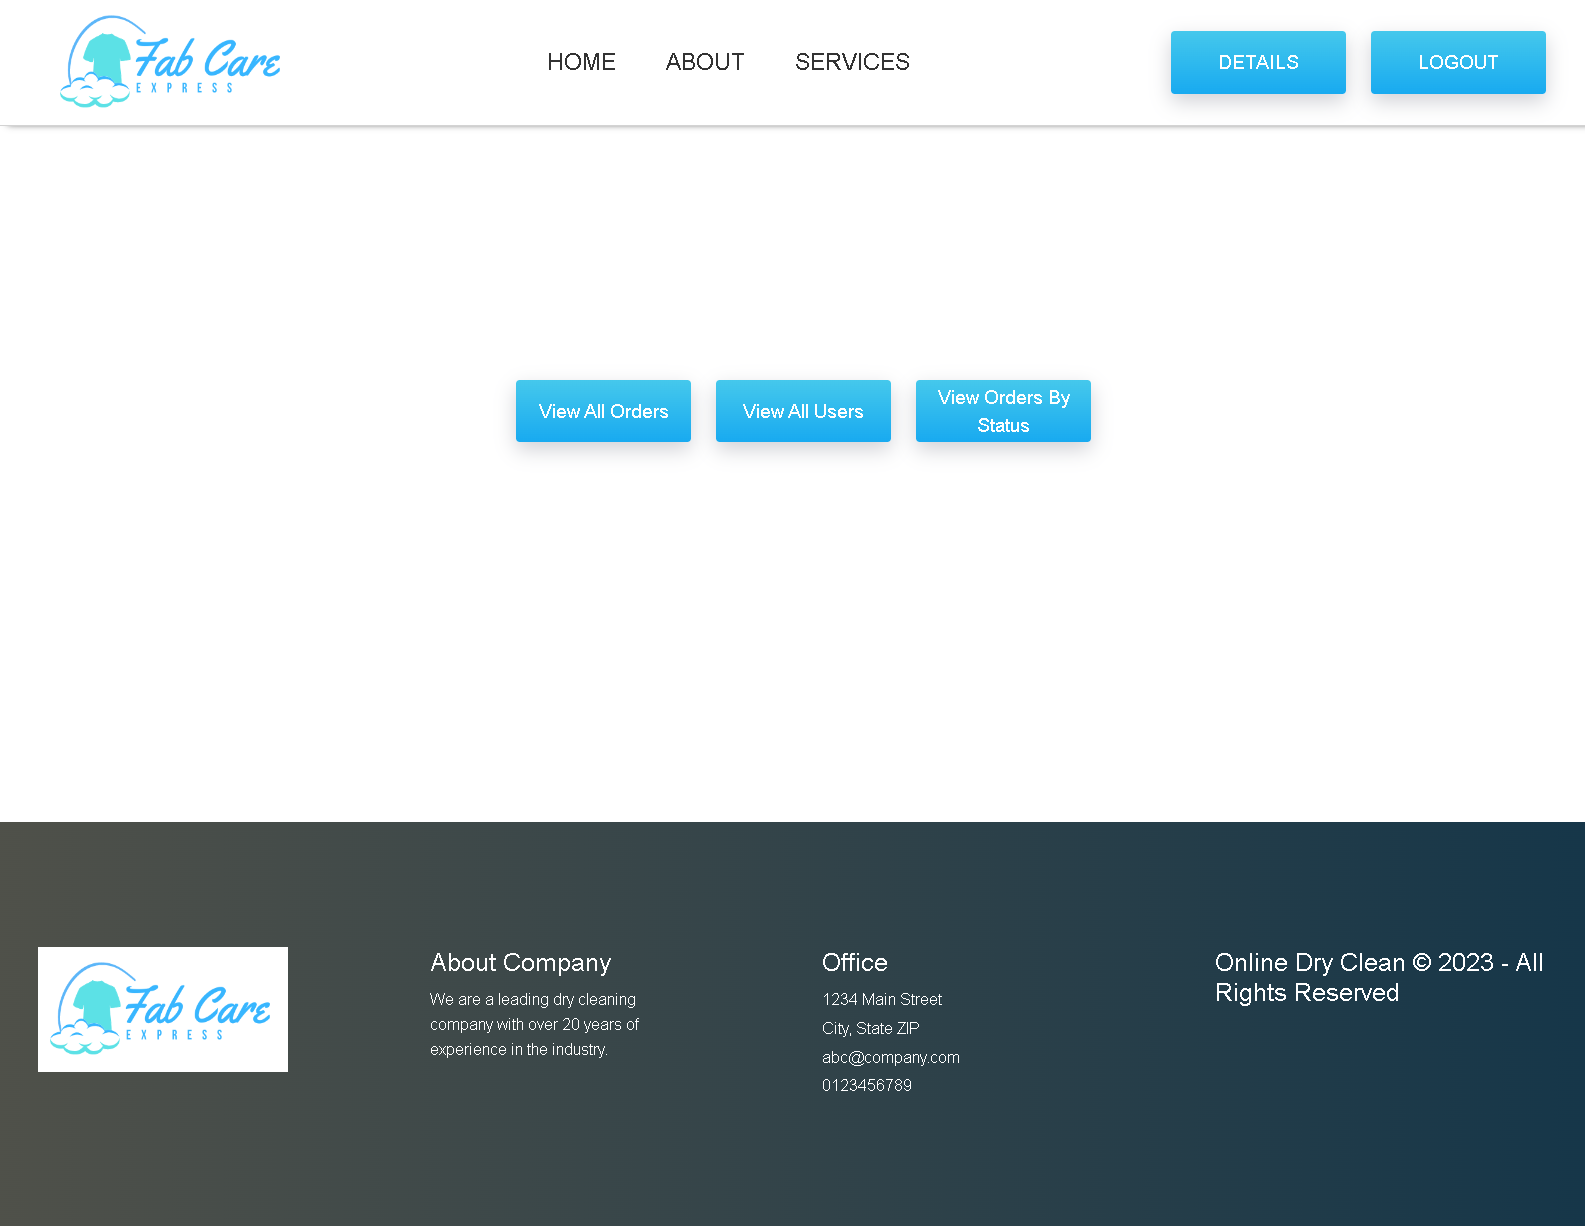 Fab Care
EXPRESS
HOME
ABOUT
SERVICES
DETAILS
LOGOUT
View All Orders
View All Users
View Orders By
Status
Fab Care
EXPRESS
About Company
We are a leading dry cleaning
company with over 20 years of
experience in the industry.
Office
1234 Main Street
City, State ZIP
abc@company.com
0123456789
Online Dry Clean © 2023 - All
Rights Reserved